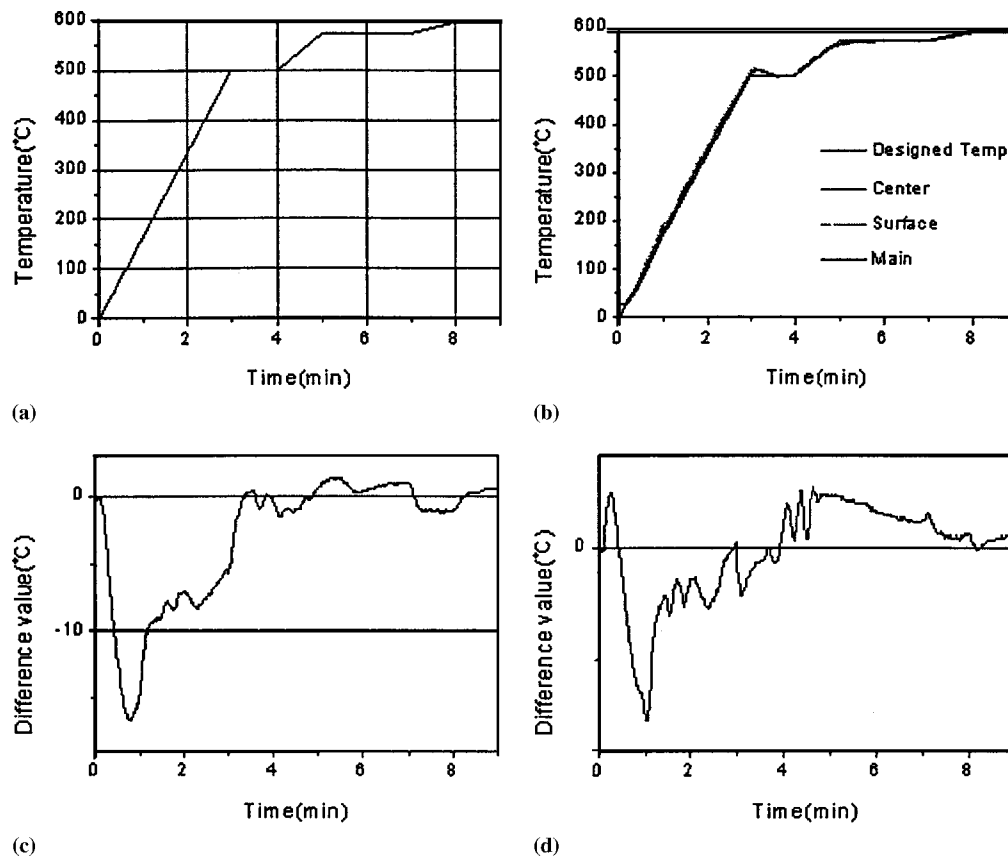 600
500
400
300
200
100
0
Temperature(°C)
0 2 4 6 8
Time(min)
(a)
600
500
400
300
200
100
0
Temperature(°C)
Designed Temp
Center
Surface
Main
0 2 4 6 8
Time(min)
(b)
0
-10
Difference value(°C)
0 2 4 6 8
Time(min)
(c)
0
Difference value(°C)
0 2 4 6 8
Time(min)
(d)